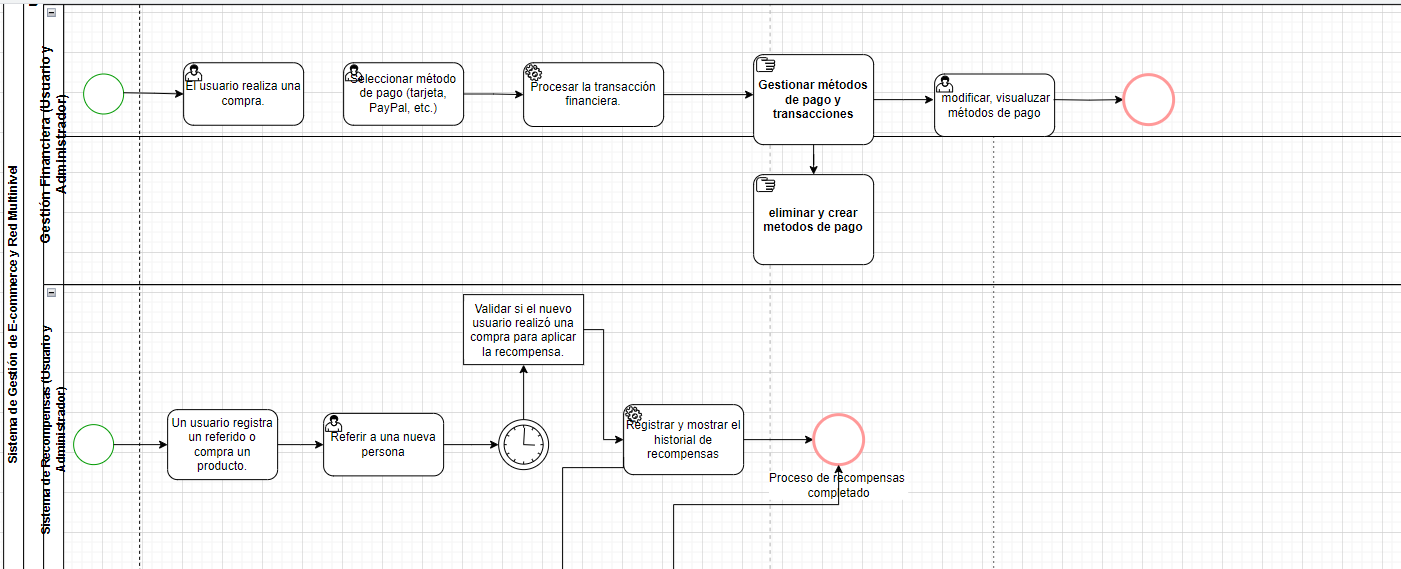 Sistema de Gestión de E-commerce y Red Multinivel
Gestión Financiera (Usuario y
Administrador)
El usuario realiza una
compra.
Seleccionar método
de pago (tarjeta,
PayPal, etc.)
Procesar la transacción
financiera.
Gestionar métodos
de pago y
transacciones
modificar, visualuzar
métodos de pago
eliminar y crear
metodos de pago
Sistema de Recompensas (Usuario y
Administrador)
Un usuario registra
un referido o
compra un
producto.
Referir a una nueva
persona
Validar si el nuevo
usuario realizó una
compra para aplicar
la recompensa.
Registrar y mostrar el
historial de
recompensas
Proceso de recompensas
completado